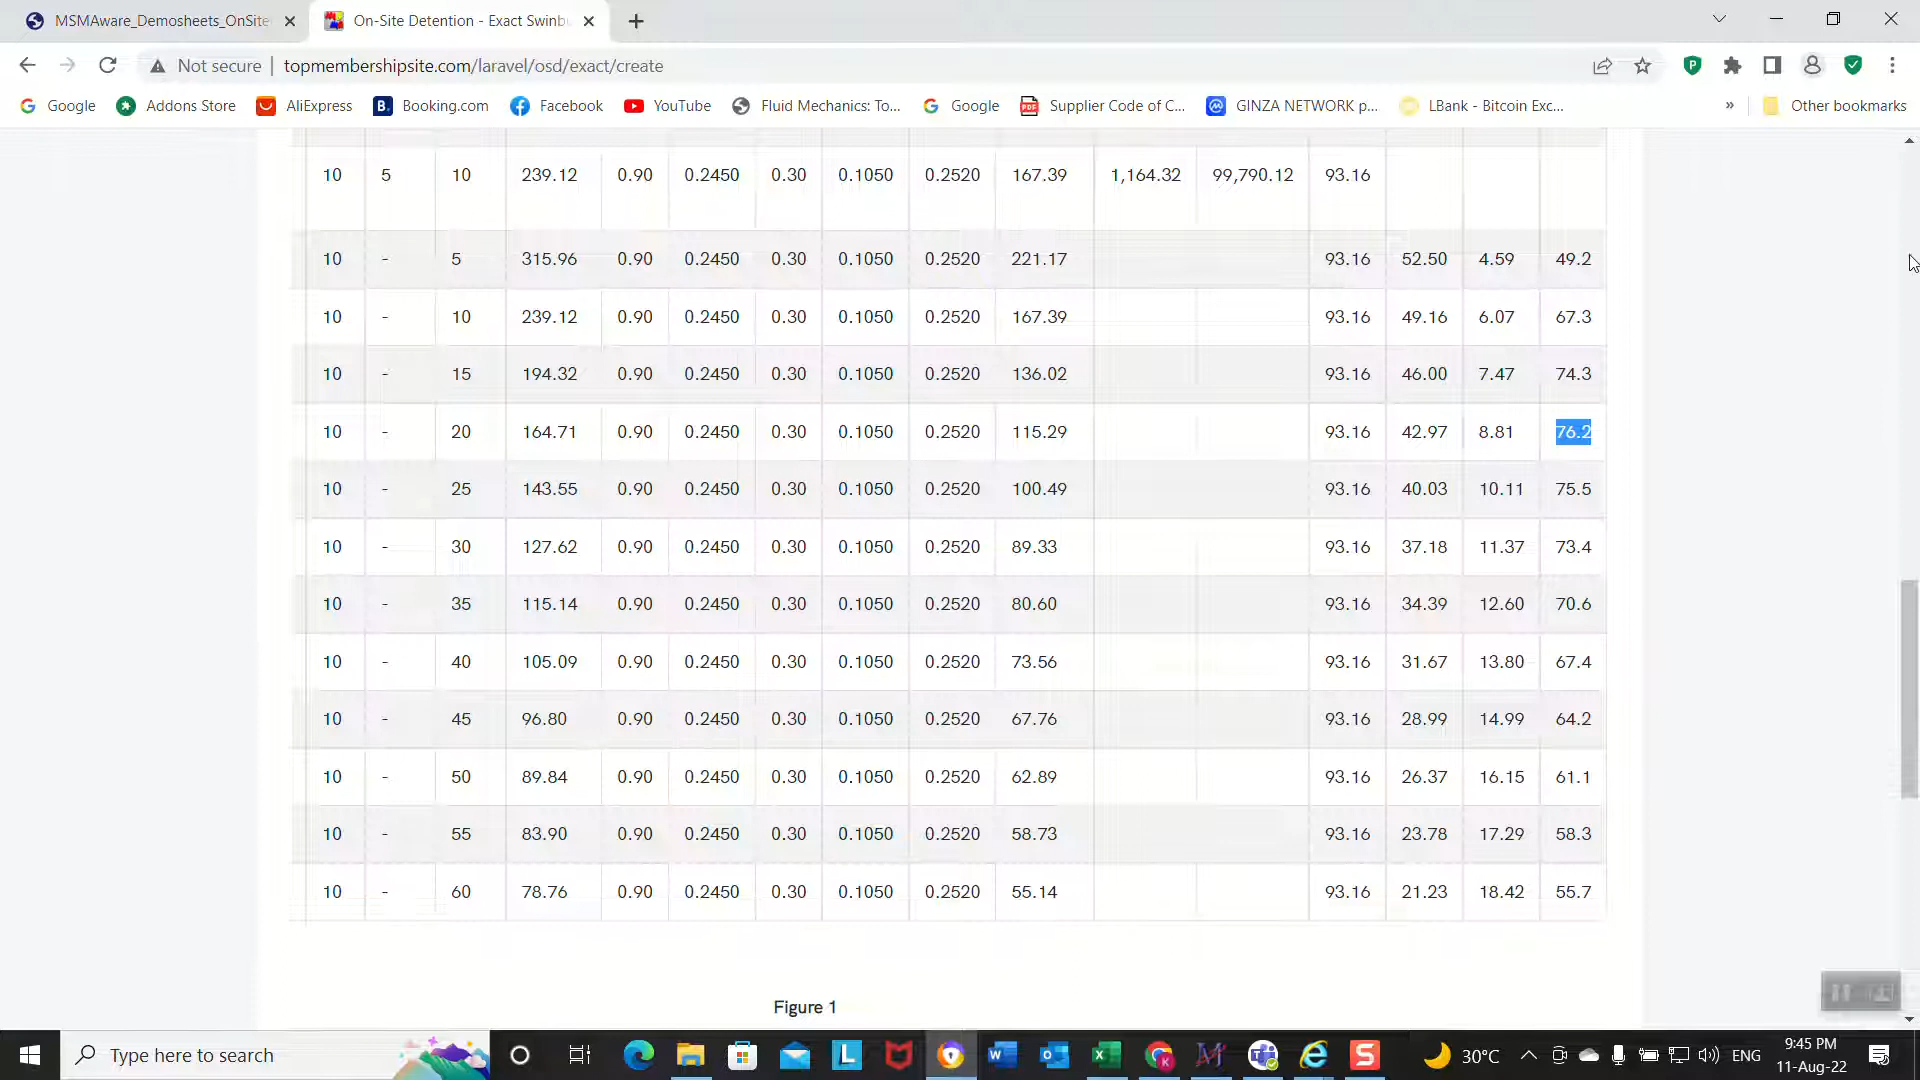 MSMAware_Demosheets_OnSite
On-Site Detention - Exact Swinbu
Not secure | topmembershipsite.com/laravel/osd/exact/create
Google Addons Store AliExpress Booking.com Facebook YouTube Fluid Mechanics: To... Google Supplier Code of C... GINZA NETWORK p... LBank - Bitcoin Exc... » Other bookmarks
10 5 10 239.12 0.90 0.2450 0.30 0.1050 0.2520 167.39 1,164.32 99,790.12 93.16
10 - 5 315.96 0.90 0.2450 0.30 0.1050 0.2520 221.17 93.16 52.50 4.59 49.2
10 - 10 239.12 0.90 0.2450 0.30 0.1050 0.2520 167.39 93.16 49.16 6.07 67.3
10 - 15 194.32 0.90 0.2450 0.30 0.1050 0.2520 136.02 93.16 46.00 7.47 74.3
10 - 20 164.71 0.90 0.2450 0.30 0.1050 0.2520 115.29 93.16 42.97 8.81 76.2
10 - 25 143.55 0.90 0.2450 0.30 0.1050 0.2520 100.49 93.16 40.03 10.11 75.5
10 - 30 127.62 0.90 0.2450 0.30 0.1050 0.2520 89.33 93.16 37.18 11.37 73.4
10 - 35 115.14 0.90 0.2450 0.30 0.1050 0.2520 80.60 93.16 34.39 12.60 70.6
10 - 40 105.09 0.90 0.2450 0.30 0.1050 0.2520 73.56 93.16 31.67 13.80 67.4
10 - 45 96.80 0.90 0.2450 0.30 0.1050 0.2520 67.76 93.16 28.99 14.99 64.2
10 - 50 89.84 0.90 0.2450 0.30 0.1050 0.2520 62.89 93.16 26.37 16.15 61.1
10 - 55 83.90 0.90 0.2450 0.30 0.1050 0.2520 58.73 93.16 23.78 17.29 58.3
10 - 60 78.76 0.90 0.2450 0.30 0.1050 0.2520 55.14 93.16 21.23 18.42 55.7
Figure 1
Type here to search
30°C
ENG
9:45 PM
11-Aug-22